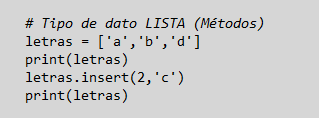 # Tipo de dato LISTA (Métodos)
letras = ['a','b','d']
print(letras)
letras.insert(2,'c')
print(letras)